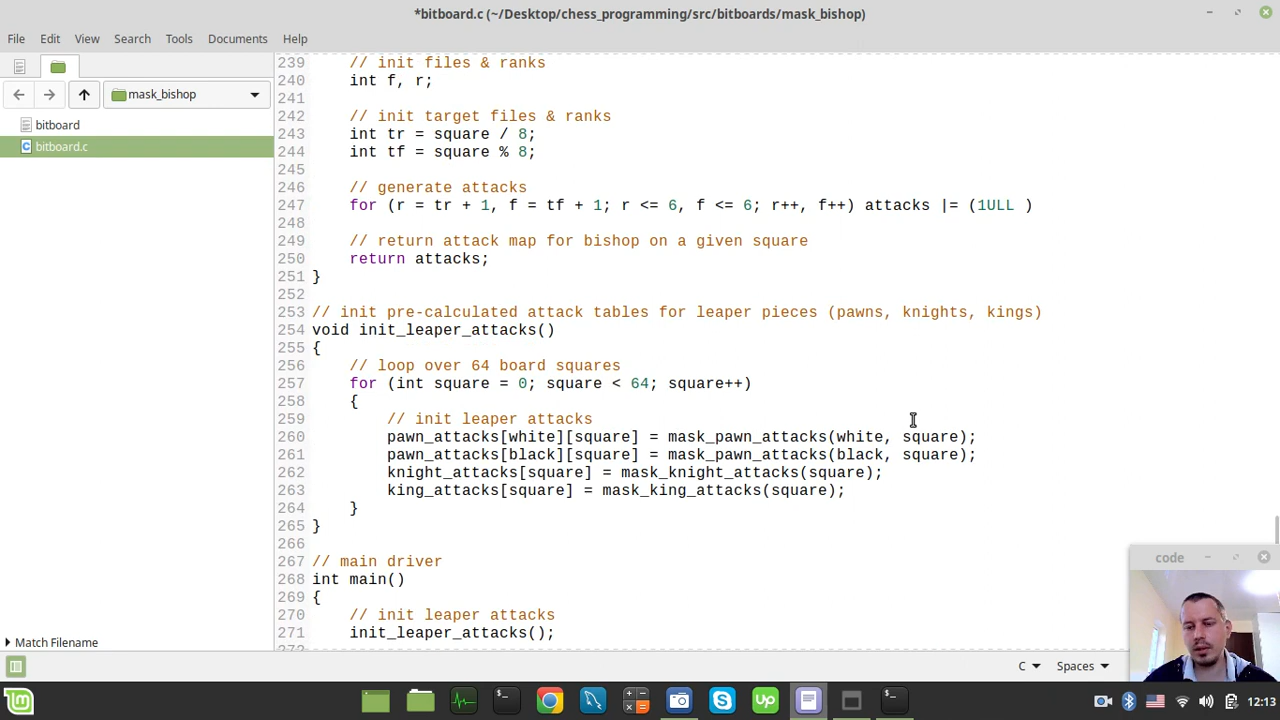 *bitboard.c (~/Desktop/chess_programming/src/bitboards/mask_bishop)
File Edit View Search Tools Documents Help
mask_bishop
bitboard
bitboard.c
239 // init files & ranks
240 int f, r;
241
242 // init target files & ranks
243 int tr = square / 8;
244 int tf = square % 8;
245
246 // generate attacks
247 for (r = tr + 1, f = tf + 1; r <= 6, f <= 6; r++, f++) attacks |= (1ULL )
248
249 // return attack map for bishop on a given square
250 return attacks;
251 }
252
253 // init pre-calculated attack tables for leaper pieces (pawns, knights, kings)
254 void init_leaper_attacks()
255 {
256 // loop over 64 board squares
257 for (int square = 0; square < 64; square++)
258 {
259 // init leaper attacks
260 pawn_attacks[white][square] = mask_pawn_attacks(white, square);
261 pawn_attacks[black][square] = mask_pawn_attacks(black, square);
262 knight_attacks[square] = mask_knight_attacks(square);
263 king_attacks[square] = mask_king_attacks(square);
264 }
265 }
266
267 // main driver
268 int main()
269 {
270 // init leaper attacks
271 init_leaper_attacks();
code
Match Filename
C Spaces
Up
12:13